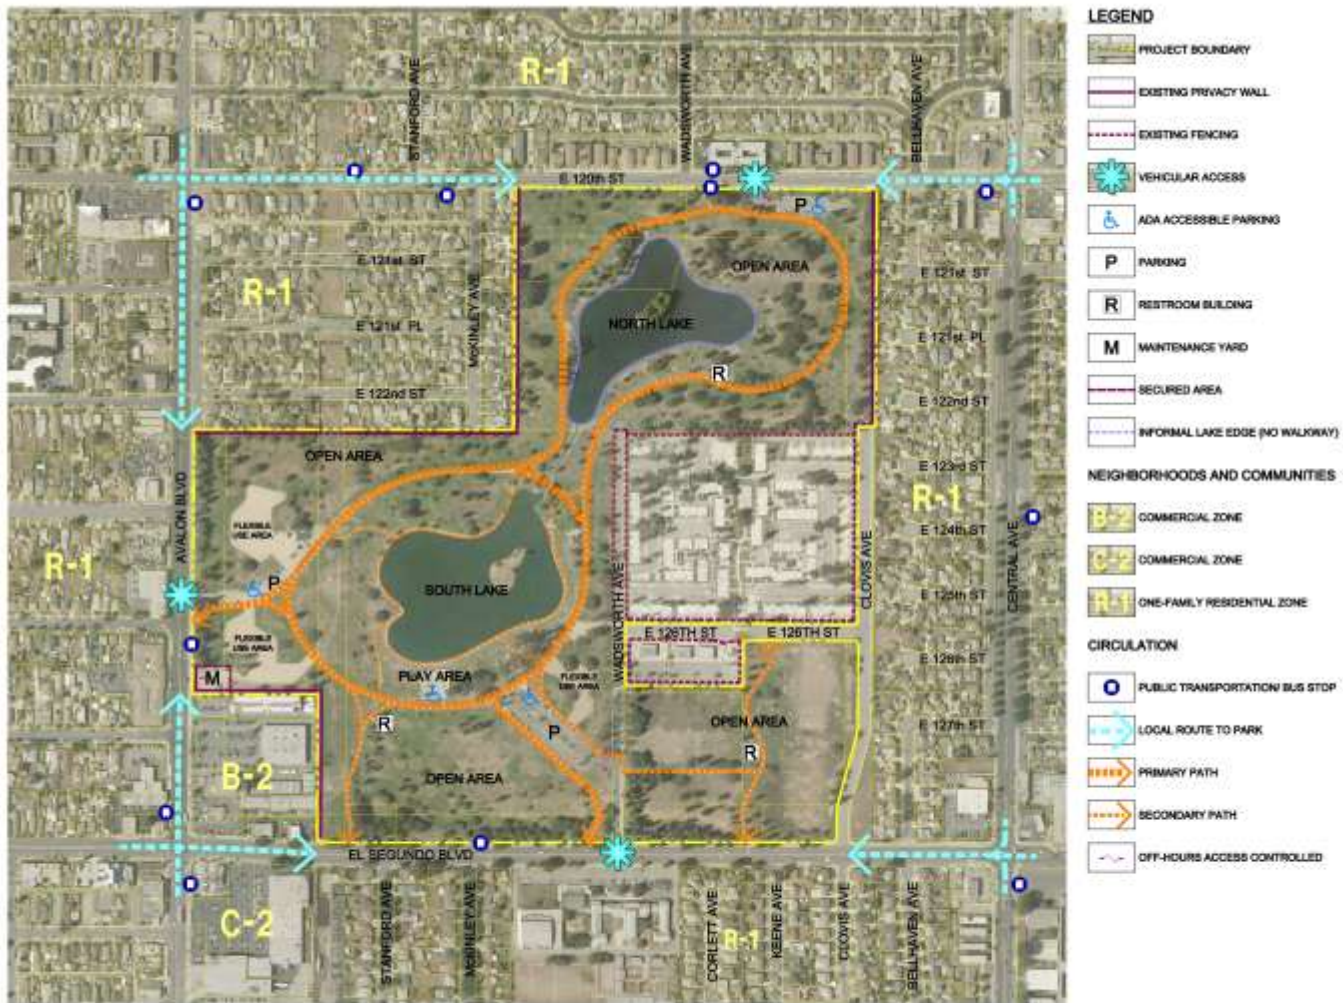 STANFORD AVE
R-1
WADSWORTH AVE
BELLHAVEN AVE
E 120th ST
P
OPEN AREA
E 121st ST
E 121st ST
R-1
McKINLEY AVE
NORTH LAKE
E 121st PL
E 121st PL
E 122nd ST
R
E 122nd ST
OPEN AREA
E 123rd ST
R-1
AVALON BLVD
FLEXIBLE
USE AREA
E 124th ST
CLOVIS AVE
CENTRAL AVE
R-1
P
SOUTH LAKE
WADSWORTH AVE
E 125th ST
FLEXIBLE
USE AREA
E 126TH ST
E 126TH ST
E 126th ST
M
PLAY AREA
FLEXIBLE
USE AREA
R
P
OPEN AREA
E 127th ST
R
B-2
OPEN AREA
EL SEGUNDO BLVD
C-2
STANFORD AVE
McKINLEY AVE
CORLETT AVE
R-1
KEENE AVE
CLOVIS AVE
BELLHAVEN AVE
LEGEND
PROJECT BOUNDARY
EXISTING PRIVACY WALL
EXISTING FENCING
VEHICULAR ACCESS
ADA ACCESSIBLE PARKING
P PARKING
R RESTROOM BUILDING
M MAINTENANCE YARD
SECURED AREA
INFORMAL LAKE EDGE (NO WALKWAY)
NEIGHBORHOODS AND COMMUNITIES
B-2 COMMERCIAL ZONE
C-2 COMMERCIAL ZONE
R-1 ONE-FAMILY RESIDENTIAL ZONE
CIRCULATION
PUBLIC TRANSPORTATION/ BUS STOP
LOCAL ROUTE TO PARK
PRIMARY PATH
SECONDARY PATH
OFF-HOURS ACCESS CONTROLLED